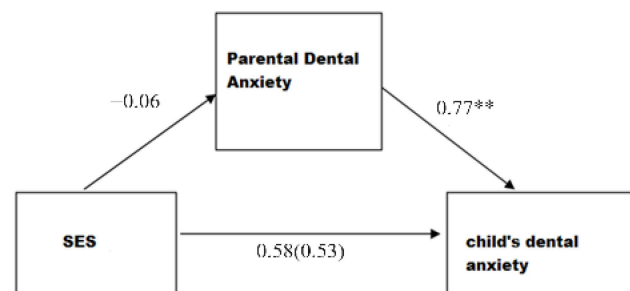 Parental Dental
Anxiety
−0.06
0.77**
SES
0.58(0.53)
child's dental
anxiety